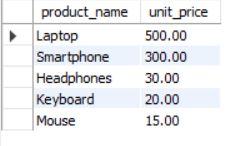 product_name unit_price
Laptop 500.00
Smartphone 300.00
Headphones 30.00
Keyboard 20.00
Mouse 15.00